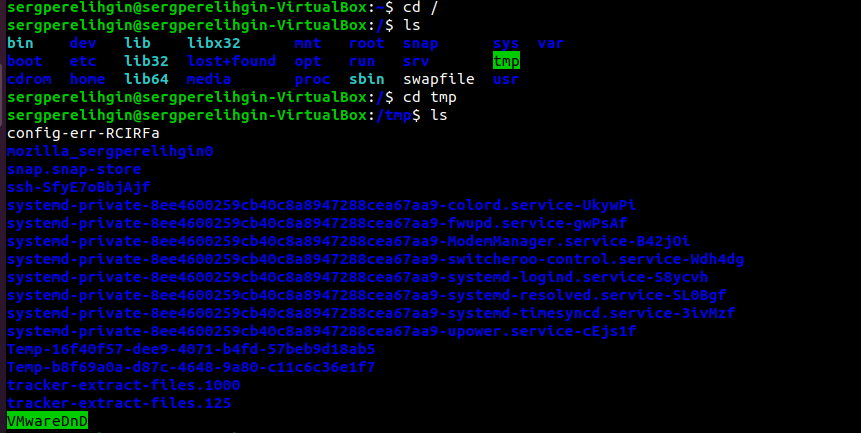 sergperelihgin@sergperelihgin-VirtualBox:~$ cd /
sergperelihgin@sergperelihgin-VirtualBox:/$ ls
bin dev lib libx32 mnt root snap sys var
boot etc lib32 lost+found opt run srv tmp
cdrom home lib64 media proc sbin swapfile usr
sergperelihgin@sergperelihgin-VirtualBox:/$ cd tmp
sergperelihgin@sergperelihgin-VirtualBox:/tmp$ ls
config-err-RCIRFa
mozilla_sergperelihgin0
snap.snap-store
ssh-SfyE7oBbjAjf
systemd-private-8ee4600259cb40c8a8947288cea67aa9-colord.service-UkywPi
systemd-private-8ee4600259cb40c8a8947288cea67aa9-fwupd.service-gwPsAf
systemd-private-8ee4600259cb40c8a8947288cea67aa9-ModemManager.service-B42jOi
systemd-private-8ee4600259cb40c8a8947288cea67aa9-switcheroo-control.service-Wdh4dg
systemd-private-8ee4600259cb40c8a8947288cea67aa9-systemd-logind.service-S8ycvh
systemd-private-8ee4600259cb40c8a8947288cea67aa9-systemd-resolved.service-SL0Bgf
systemd-private-8ee4600259cb40c8a8947288cea67aa9-systemd-timesyncd.service-3ivMzf
systemd-private-8ee4600259cb40c8a8947288cea67aa9-upower.service-cEjs1f
Temp-16f40f57-dee9-4071-b4fd-57beb9d18ab5
Temp-b8f69a0a-d87c-4648-9a80-c11c6c36e1f7
tracker-extract-files.1000
tracker-extract-files.125
VMwareDnD